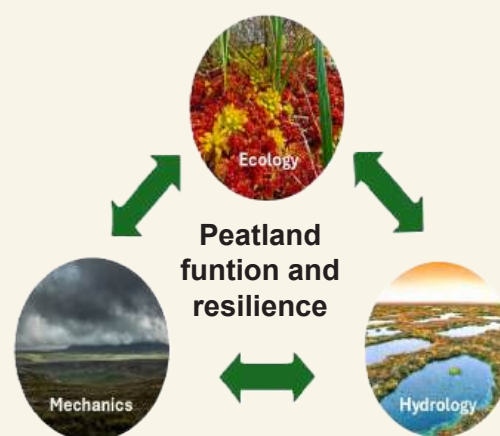 Ecology
Peatland
funtion and
resilience
Mechanics
Hydrology